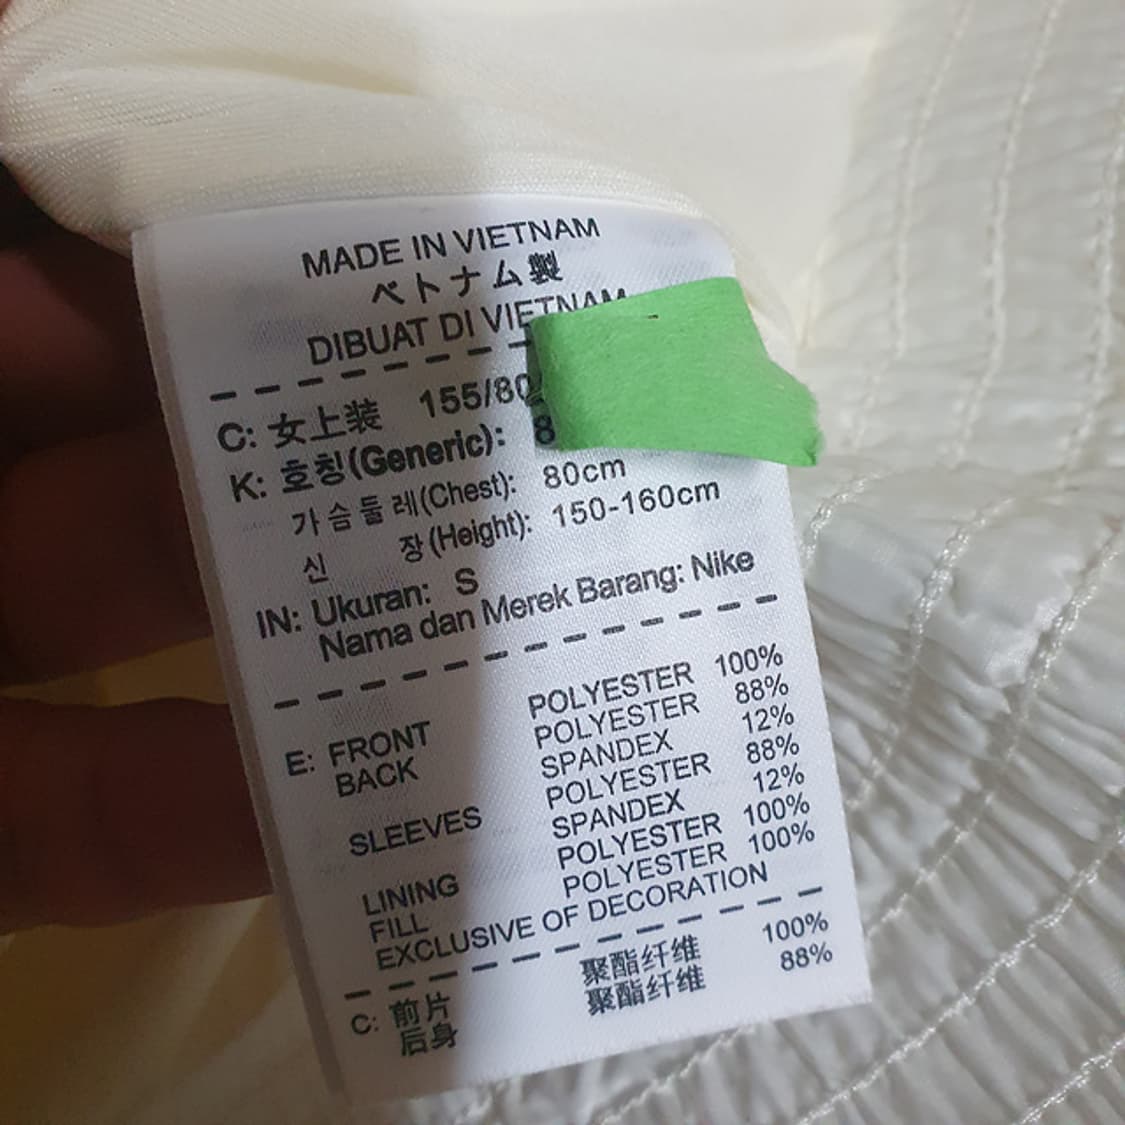 MADE IN VIETNAM
ベトナム製
DIBUAT DI VIETNAM
C: 女上装 155/80
K: 호칭(Generic): 8
가슴둘레(Chest): 80cm
신 장(Height): 150-160cm
IN: Ukuran: S
Nama dan Merek Barang: Nike
E: FRONT POLYESTER 100%
BACK POLYESTER 88%
SPANDEX 12%
SLEEVES POLYESTER 88%
SPANDEX 12%
LINING POLYESTER 100%
FILL POLYESTER 100%
EXCLUSIVE OF DECORATION
C: 前片 聚酯纤维 100%
后身 聚酯纤维 88%